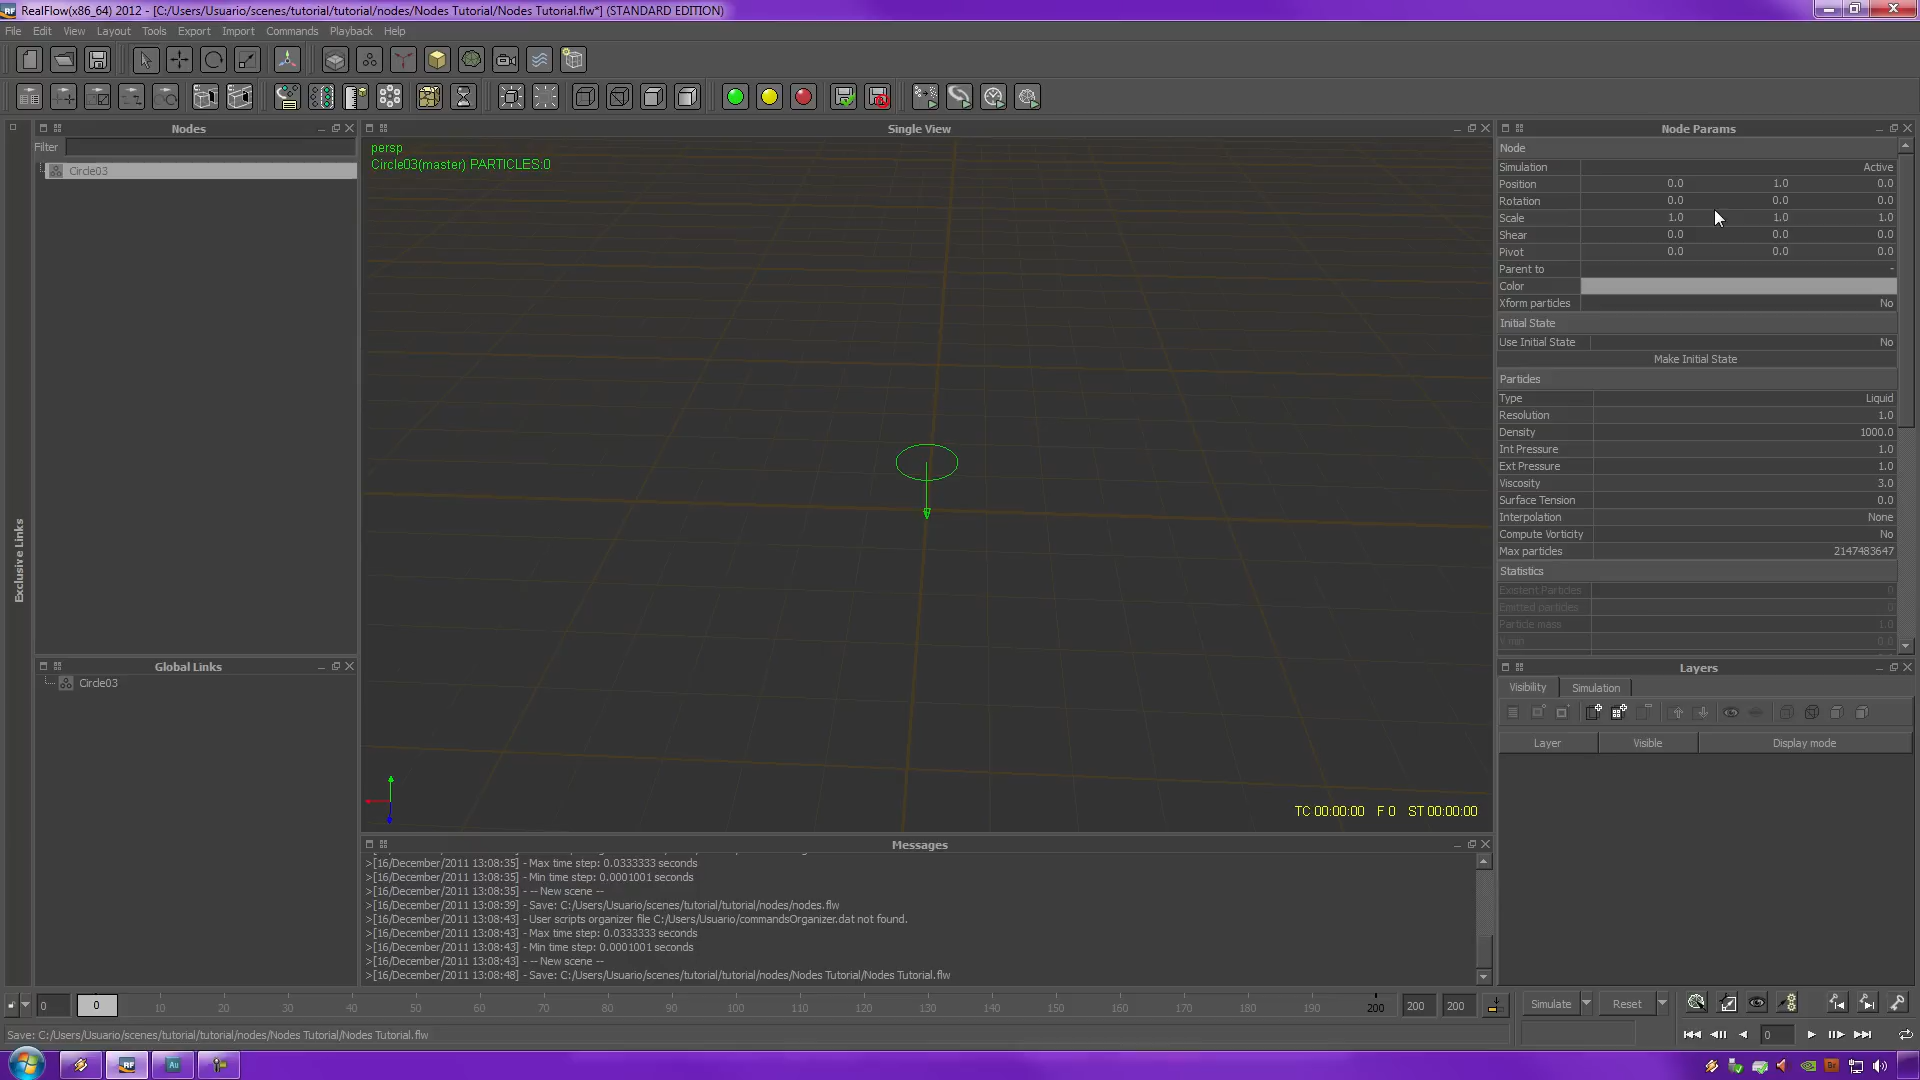 RealFlow(x86_64) 2012 - [C:/Users/Usuario/scenes/tutorial/tutorial/nodes/Nodes Tutorial/Nodes Tutorial.flw*] (STANDARD EDITION)
File Edit View Layout Tools Export Import Commands Playback Help
Nodes
Filter
Circle03
Exclusive Links
Global Links
Circle03
Single View
persp
Circle03(master) PARTICLES:0
TC 00:00:00 F 0 ST 00:00:00
Messages
>[16/December/2011 13:08:35] - Max time step: 0.0333333 seconds
>[16/December/2011 13:08:35] - Min time step: 0.0001001 seconds
>[16/December/2011 13:08:35] - -- New scene --
>[16/December/2011 13:08:39] - Save: C:/Users/Usuario/scenes/tutorial/tutorial/nodes/nodes.flw
>[16/December/2011 13:08:43] - User scripts organizer file C:/Users/Usuario/commandsOrganizer.dat not found.
>[16/December/2011 13:08:43] - Max time step: 0.0333333 seconds
>[16/December/2011 13:08:43] - Min time step: 0.0001001 seconds
>[16/December/2011 13:08:43] - -- New scene --
>[16/December/2011 13:08:48] - Save: C:/Users/Usuario/scenes/tutorial/tutorial/nodes/Nodes Tutorial/Nodes Tutorial.flw
Node Params
Node
Simulation Active
Position 0.0 1.0 0.0
Rotation 0.0 0.0 0.0
Scale 1.0 1.0 1.0
Shear 0.0 0.0 0.0
Pivot 0.0 0.0 0.0
Parent to -
Color
Xform particles No
Initial State
Use Initial State No
Make Initial State
Particles
Type Liquid
Resolution 1.0
Density 1000.0
Int Pressure 1.0
Ext Pressure 1.0
Viscosity 3.0
Surface Tension 0.0
Interpolation None
Compute Vorticity No
Max particles 2147483647
Statistics
Existent Particles 0
Emitted particles 0
Particle mass 1.0
V min 0.0
Layers
Visibility Simulation
Layer Visible Display mode
0 0 10 20 30 40 50 60 70 80 90 100 110 120 130 140 150 160 170 180 190 200 200 200
Simulate Reset
Save: C:/Users/Usuario/scenes/tutorial/tutorial/nodes/Nodes Tutorial/Nodes Tutorial.flw
0
RF Au Br